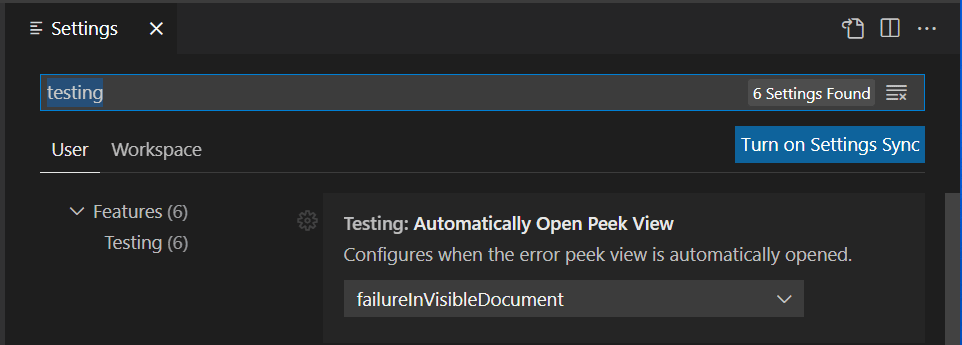 Settings
testing
6 Settings Found
User Workspace
Turn on Settings Sync
Features (6)
Testing (6)
Testing: Automatically Open Peek View
Configures when the error peek view is automatically opened.
failureInVisibleDocument